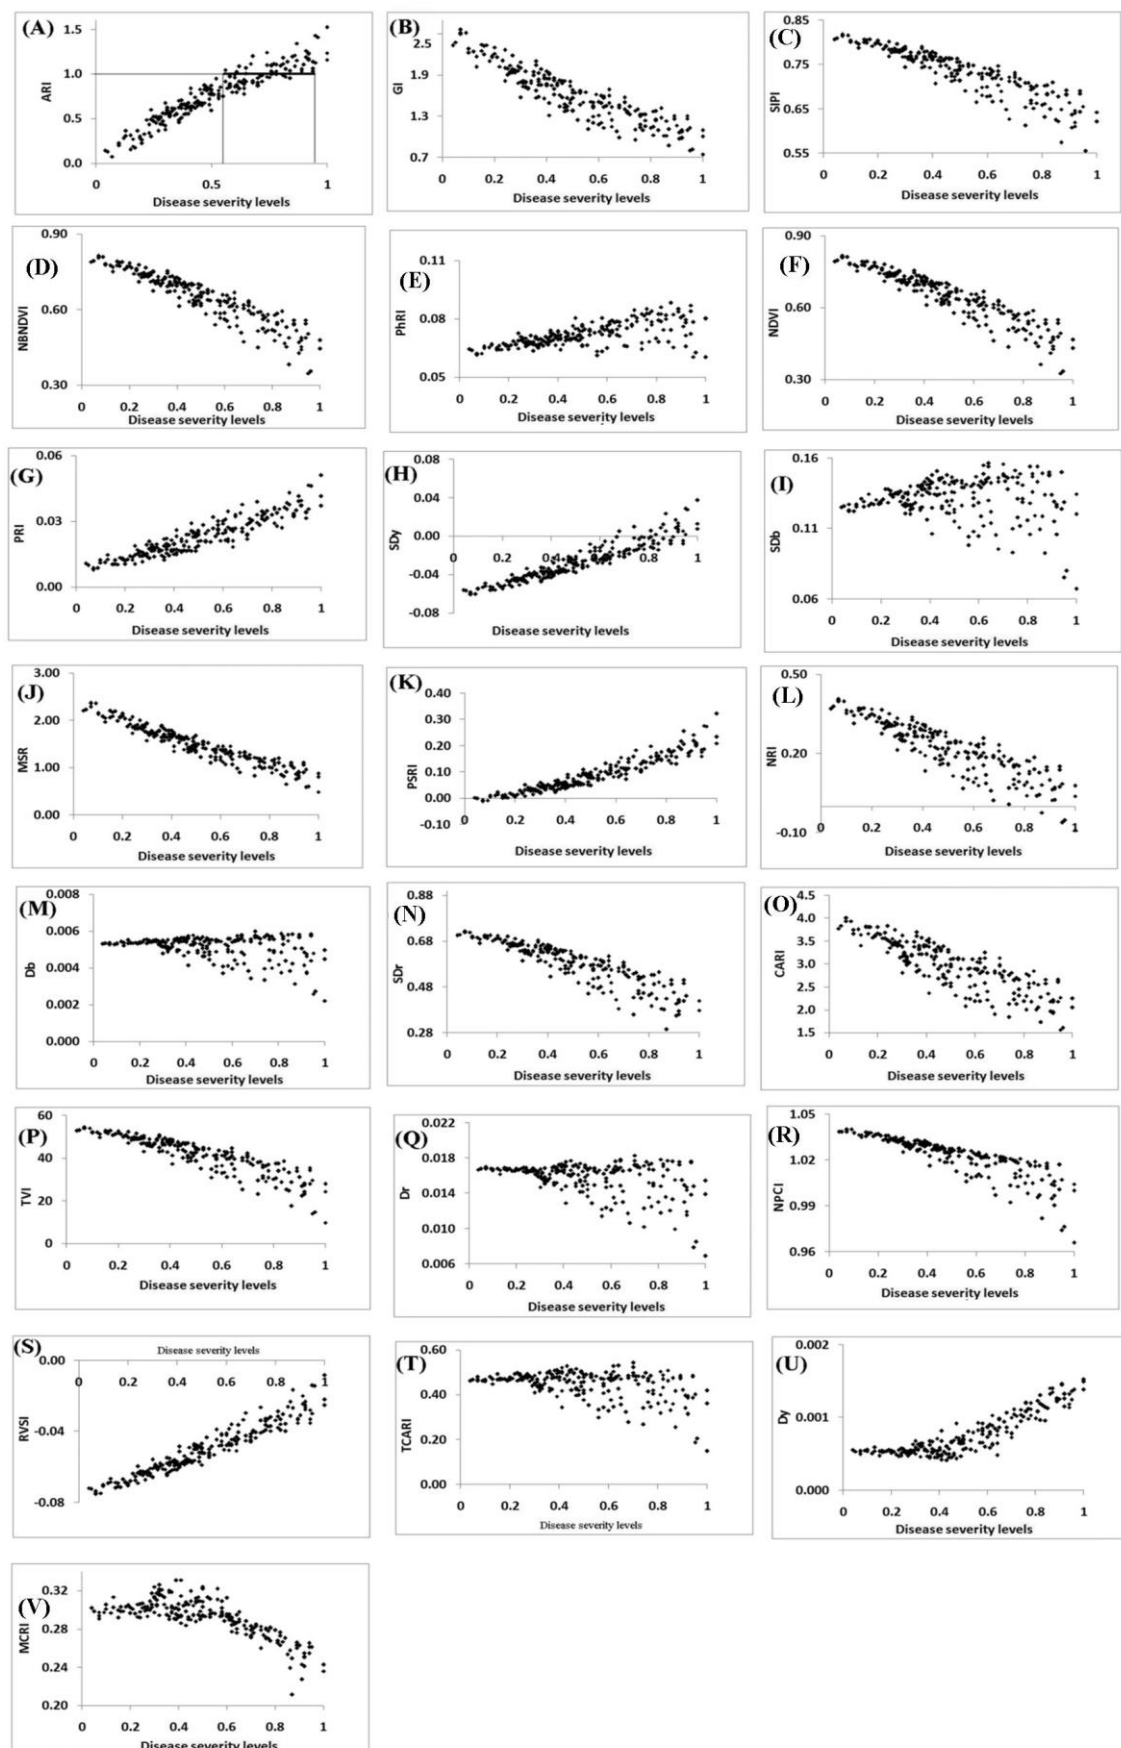 (A)
ARI
1.5
1.0
0.5
0.0
0 0.5 1
Disease severity levels
(B)
GI
2.5
1.9
1.3
0.7
0 0.2 0.4 0.6 0.8 1
Disease severity levels
(C)
SIPI
0.85
0.75
0.65
0.55
0 0.2 0.4 0.6 0.8 1
Disease severity levels
(D)
NBNDVI
0.90
0.60
0.30
0 0.2 0.4 0.6 0.8 1
Disease severity levels
(E)
PhRI
0.11
0.08
0.05
0 0.2 0.4 0.6 0.8 1
Disease severity levels
(F)
NDVI
0.90
0.60
0.30
0 0.2 0.4 0.6 0.8 1
Disease severity levels
(G)
PRI
0.06
0.03
0.00
0 0.2 0.4 0.6 0.8 1
Disease severity levels
(H)
SDy
0.08
0.04
0.00
-0.04
-0.08
0 0.2 0.4 0.6 0.8 1
Disease severity levels
(I)
SDb
0.16
0.11
0.06
0 0.2 0.4 0.6 0.8 1
Disease severity levels
(J)
MSR
3.00
2.00
1.00
0.00
0 0.2 0.4 0.6 0.8 1
Disease severity levels
(K)
PSRI
0.40
0.30
0.20
0.10
0.00
-0.10
0 0.2 0.4 0.6 0.8 1
Disease severity levels
(L)
NRI
0.50
0.20
-0.10
0 0.2 0.4 0.6 0.8 1
Disease severity levels
(M)
Db
0.008
0.006
0.004
0.002
0.000
0 0.2 0.4 0.6 0.8 1
Disease severity levels
(N)
SDr
0.88
0.68
0.48
0.28
0 0.2 0.4 0.6 0.8 1
Disease severity levels
(O)
CARI
4.5
4.0
3.5
3.0
2.5
2.0
1.5
0 0.2 0.4 0.6 0.8 1
Disease severity levels
(P)
TVI
60
40
20
0
0 0.2 0.4 0.6 0.8 1
Disease severity levels
(Q)
Dr
0.022
0.018
0.014
0.010
0.006
0 0.2 0.4 0.6 0.8 1
Disease severity levels
(R)
NPCI
1.05
1.02
0.99
0.96
0 0.2 0.4 0.6 0.8 1
Disease severity levels
(S)
Disease severity levels
RVSI
0.00
0 0.2 0.4 0.6 0.8 1
-0.04
-0.08
(T)
TCARI
0.60
0.40
0.20
0.00
0 0.2 0.4 0.6 0.8 1
Disease severity levels
(U)
Dy
0.002
0.001
0.000
0 0.2 0.4 0.6 0.8 1
Disease severity levels
(V)
MCRI
0.32
0.28
0.24
0.20
0 0.2 0.4 0.6 0.8 1
Disease severity levels